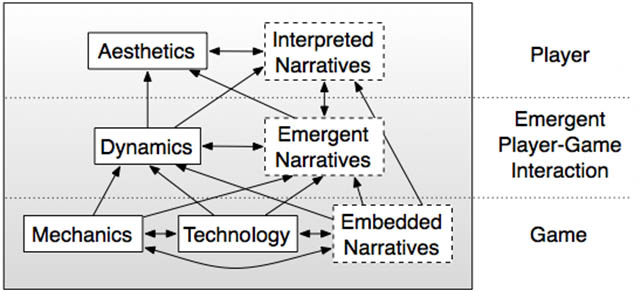 Aesthetics
Interpreted
Narratives
Player
Dynamics
Emergent
Narratives
Emergent
Player-Game
Interaction
Mechanics
Technology
Embedded
Narratives
Game